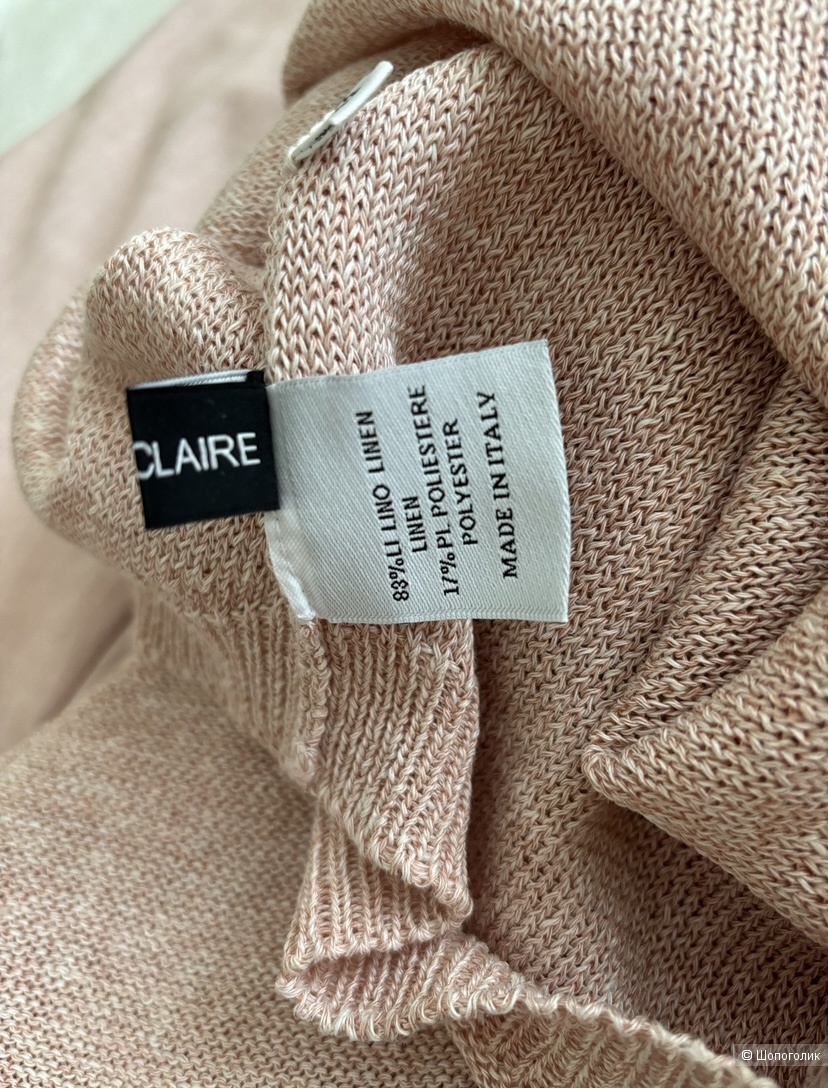 CLAIRE
83%LI LINO LINEN
LINEN
17% PL POLIESTERE
POLYESTER
MADE IN ITALY
© Шопоголик